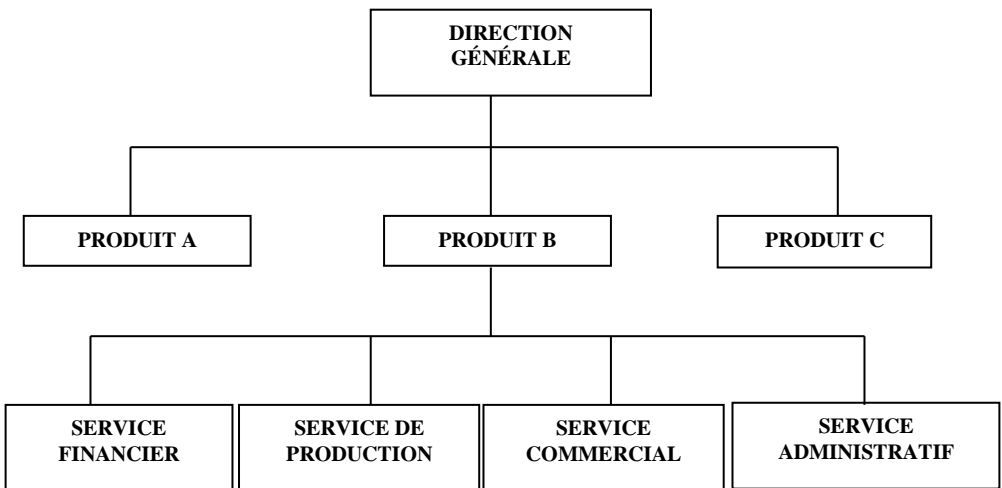 DIRECTION
GÉNÉRALE
PRODUIT A
PRODUIT B
PRODUIT C
SERVICE
FINANCIER
SERVICE DE
PRODUCTION
SERVICE
COMMERCIAL
SERVICE
ADMINISTRATIF